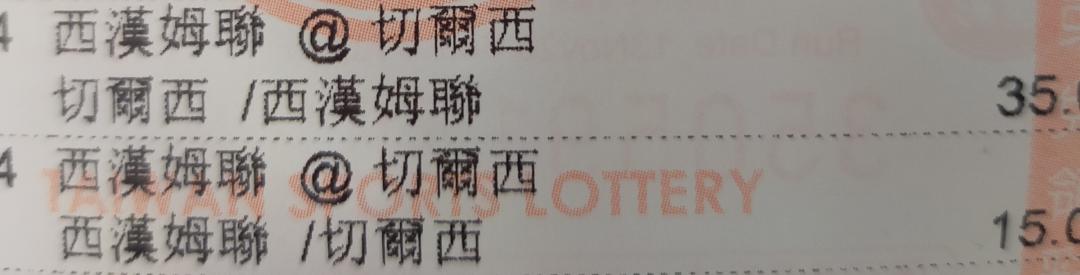 4 西漢姆聯 @ 切爾西
切爾西 /西漢姆聯 35.
4 西漢姆聯 @ 切爾西
TAIWAN SPORTS LOTTERY
西漢姆聯 /切爾西 15.0